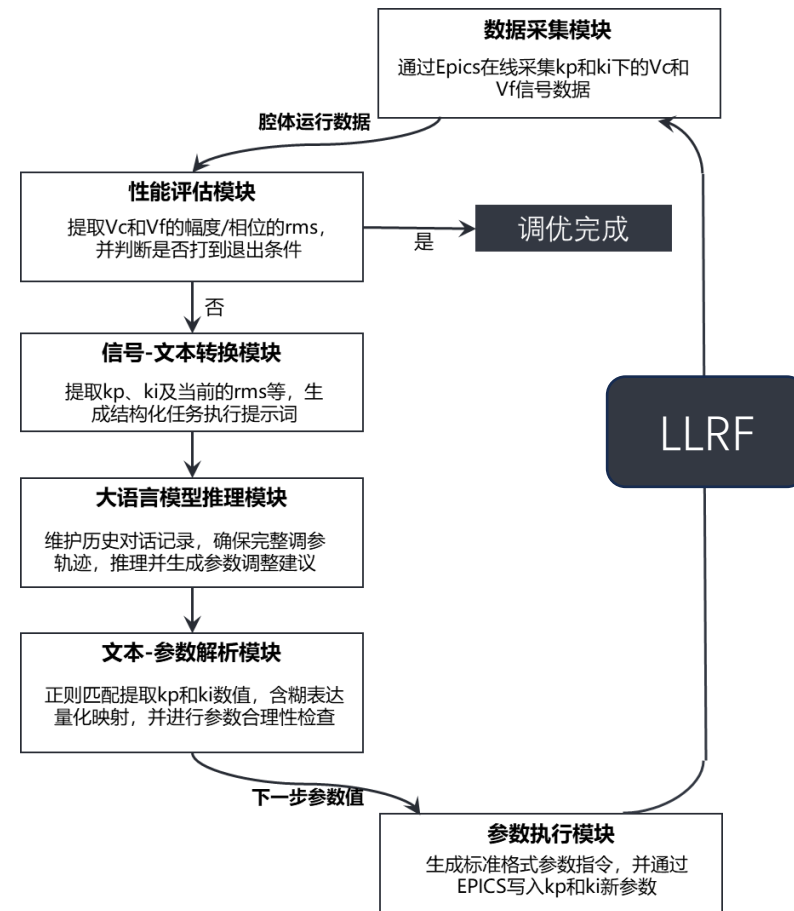 数据采集模块
通过Epics在线采集kp和ki下的Vc和
Vf信号数据
腔体运行数据
性能评估模块
提取Vc和Vf的幅度/相位的rms，
并判断是否打到退出条件
是
调优完成
否
信号-文本转换模块
提取kp、ki及当前的rms等，生
成结构化任务执行提示词
LLRF
大语言模型推理模块
维护历史对话记录，确保完整调参
轨迹，推理并生成参数调整建议
文本-参数解析模块
正则匹配提取kp和ki数值，含糊表达
量化映射，并进行参数合理性检查
下一步参数值
参数执行模块
生成标准格式参数指令，并通过
EPICS写入kp和ki新参数